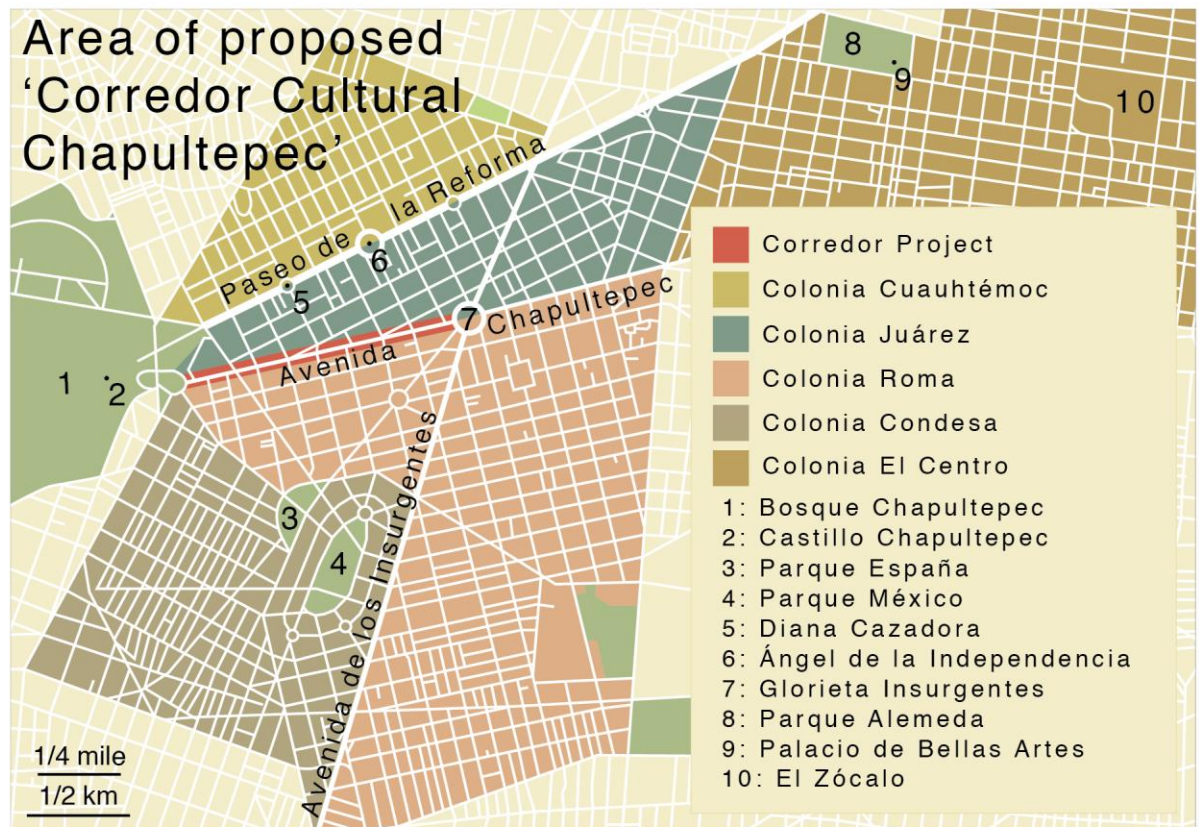 Area of proposed
‘Corredor Cultural
Chapultepec’
8
9
10
Paseo de la Reforma
6
5
7
Avenida Chapultepec
1
2
Avenida de los Insurgentes
3
4
Corredor Project
Colonia Cuauhtémoc
Colonia Juárez
Colonia Roma
Colonia Condesa
Colonia El Centro
1: Bosque Chapultepec
2: Castillo Chapultepec
3: Parque España
4: Parque México
5: Diana Cazadora
6: Ángel de la Independencia
7: Glorieta Insurgentes
8: Parque Alemeda
9: Palacio de Bellas Artes
10: El Zócalo
1/4 mile
1/2 km